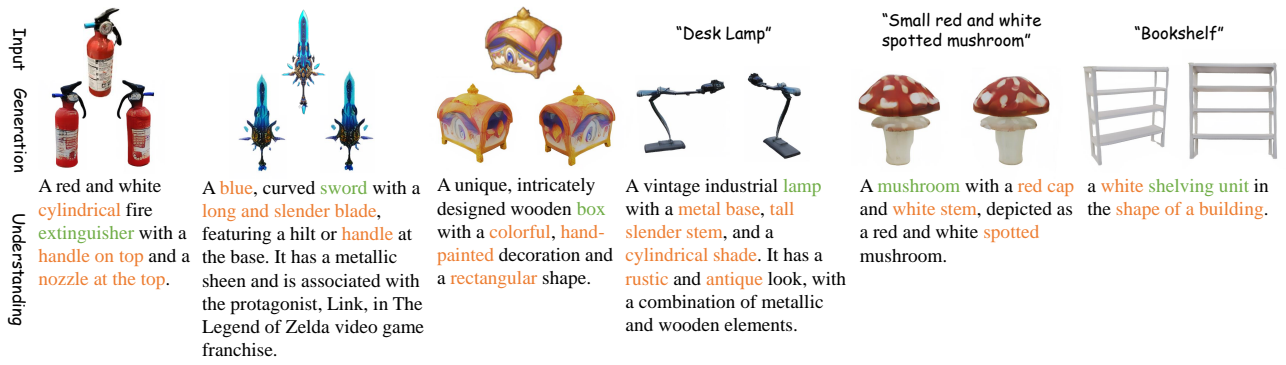 Input
Generation
Understanding
"Desk Lamp"
"Small red and white
spotted mushroom"
"Bookshelf"
A red and white
cylindrical fire
extinguisher with a
handle on top and a
nozzle at the top.
A blue, curved sword with a
long and slender blade,
featuring a hilt or handle at
the base. It has a metallic
sheen and is associated with
the protagonist, Link, in The
Legend of Zelda video game
franchise.
A unique, intricately
designed wooden box
with a colorful, hand-
painted decoration and
a rectangular shape.
A vintage industrial lamp
with a metal base, tall
slender stem, and a
cylindrical shade. It has a
rustic and antique look, with
a combination of metallic
and wooden elements.
A mushroom with a red cap
and white stem, depicted as
a red and white spotted
mushroom.
a white shelving unit in
the shape of a building.